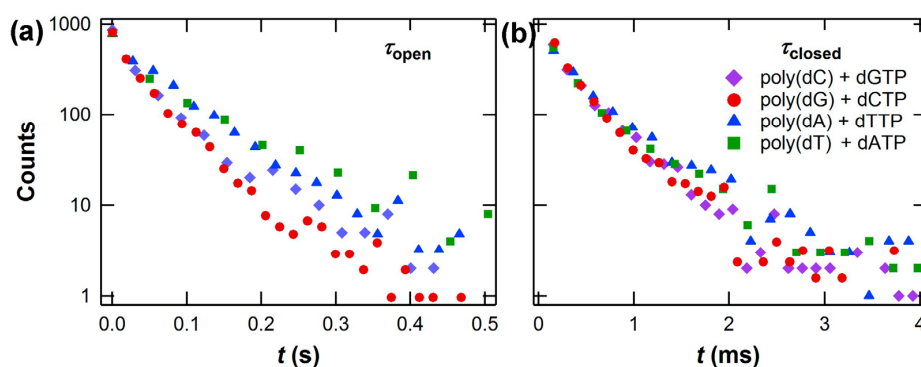 (a)
τopen
Counts
1000
100
10
1
0.0 0.1 0.2 0.3 0.4 0.5
t (s)
(b)
τclosed
poly(dC) + dGTP
poly(dG) + dCTP
poly(dA) + dTTP
poly(dT) + dATP
0 1 2 3 4
t (ms)